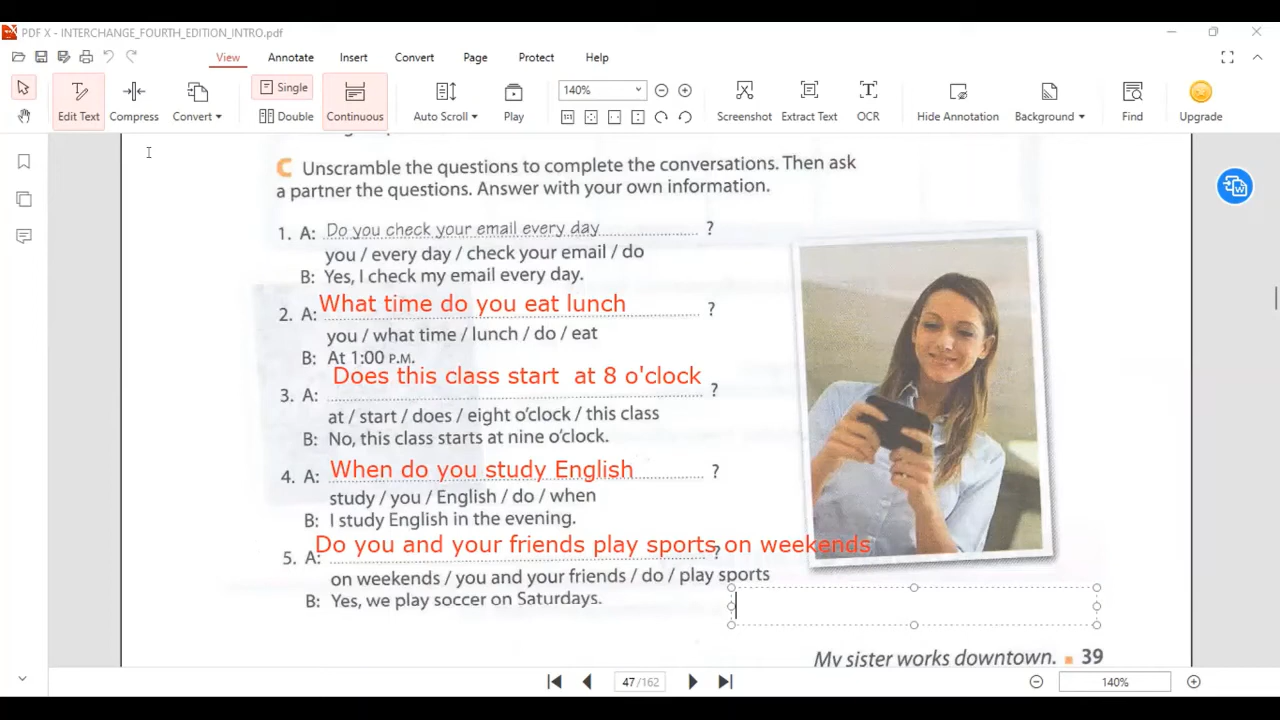 PDF X - INTERCHANGE_FOURTH_EDITION_INTRO.pdf
View Annotate Insert Convert Page Protect Help
Edit Text Compress Convert Single Double Continuous Auto Scroll Play 140% Screenshot Extract Text OCR Hide Annotation Background Find Upgrade
C Unscramble the questions to complete the conversations. Then ask
a partner the questions. Answer with your own information.
1. A: Do you check your email every day ?
you / every day / check your email / do
B: Yes, I check my email every day.
2. A: What time do you eat lunch ?
you / what time / lunch / do / eat
B: At 1:00 P.M.
3. A: Does this class start at 8 o'clock ?
at / start / does / eight o'clock / this class
B: No, this class starts at nine o'clock.
4. A: When do you study English ?
study / you / English / do / when
B: I study English in the evening.
5. A: Do you and your friends play sports on weekends ?
on weekends / you and your friends / do / play sports
B: Yes, we play soccer on Saturdays.
My sister works downtown. 39
47 /162
140%